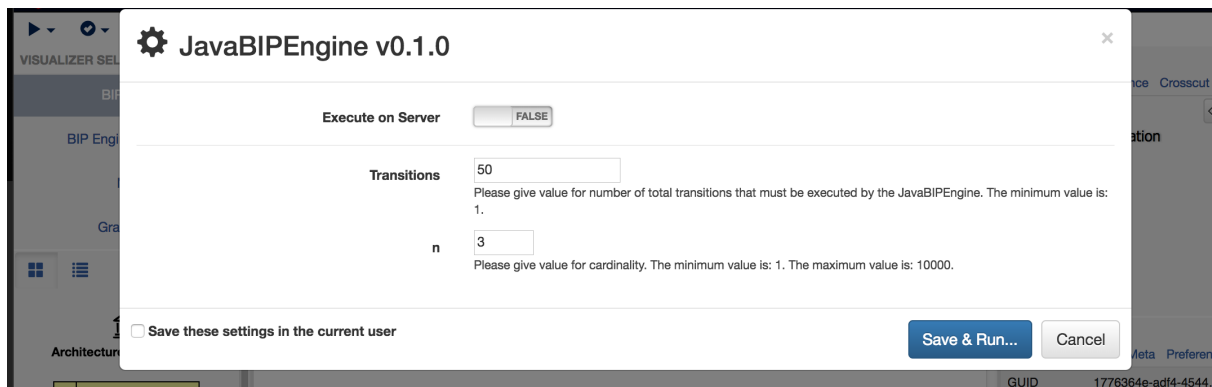 JavaBIPEngine v0.1.0
×
VISUALIZER SEL
BIP
BIP Engi
Gra
Architecture
Execute on Server
FALSE
Transitions
50
Please give value for number of total transitions that must be executed by the JavaBIPEngine. The minimum value is:
1.
n
3
Please give value for cardinality. The minimum value is: 1. The maximum value is: 10000.
Save these settings in the current user
Save & Run...
Cancel
nce Crosscut
ation
Meta Preferen
GUID 1776364e-adf4-4544